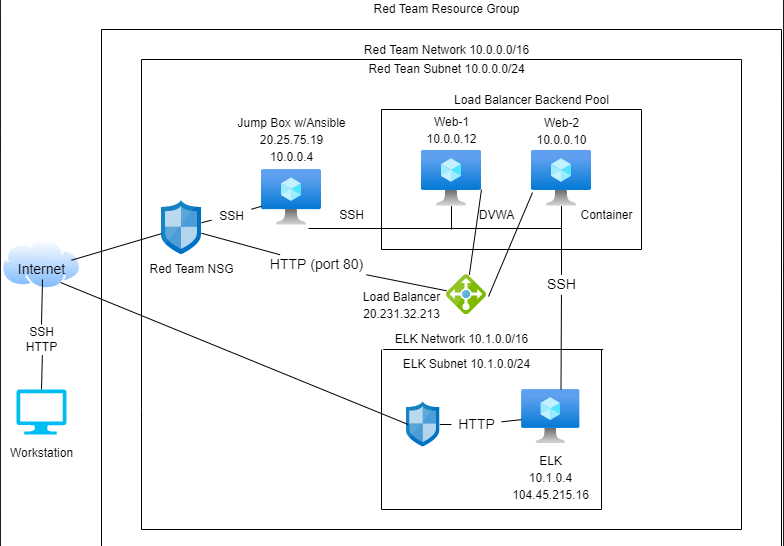 Red Team Resource Group
Red Team Network 10.0.0.0/16
Red Tean Subnet 10.0.0.0/24
Load Balancer Backend Pool
Jump Box w/Ansible
20.25.75.19
10.0.0.4
Web-1
10.0.0.12
Web-2
10.0.0.10
SSH
SSH
DVWA
Container
Red Team NSG
Internet
HTTP (port 80)
SSH
Load Balancer
20.231.32.213
SSH
HTTP
Workstation
ELK Network 10.1.0.0/16
ELK Subnet 10.1.0.0/24
HTTP
ELK
10.1.0.4
104.45.215.16